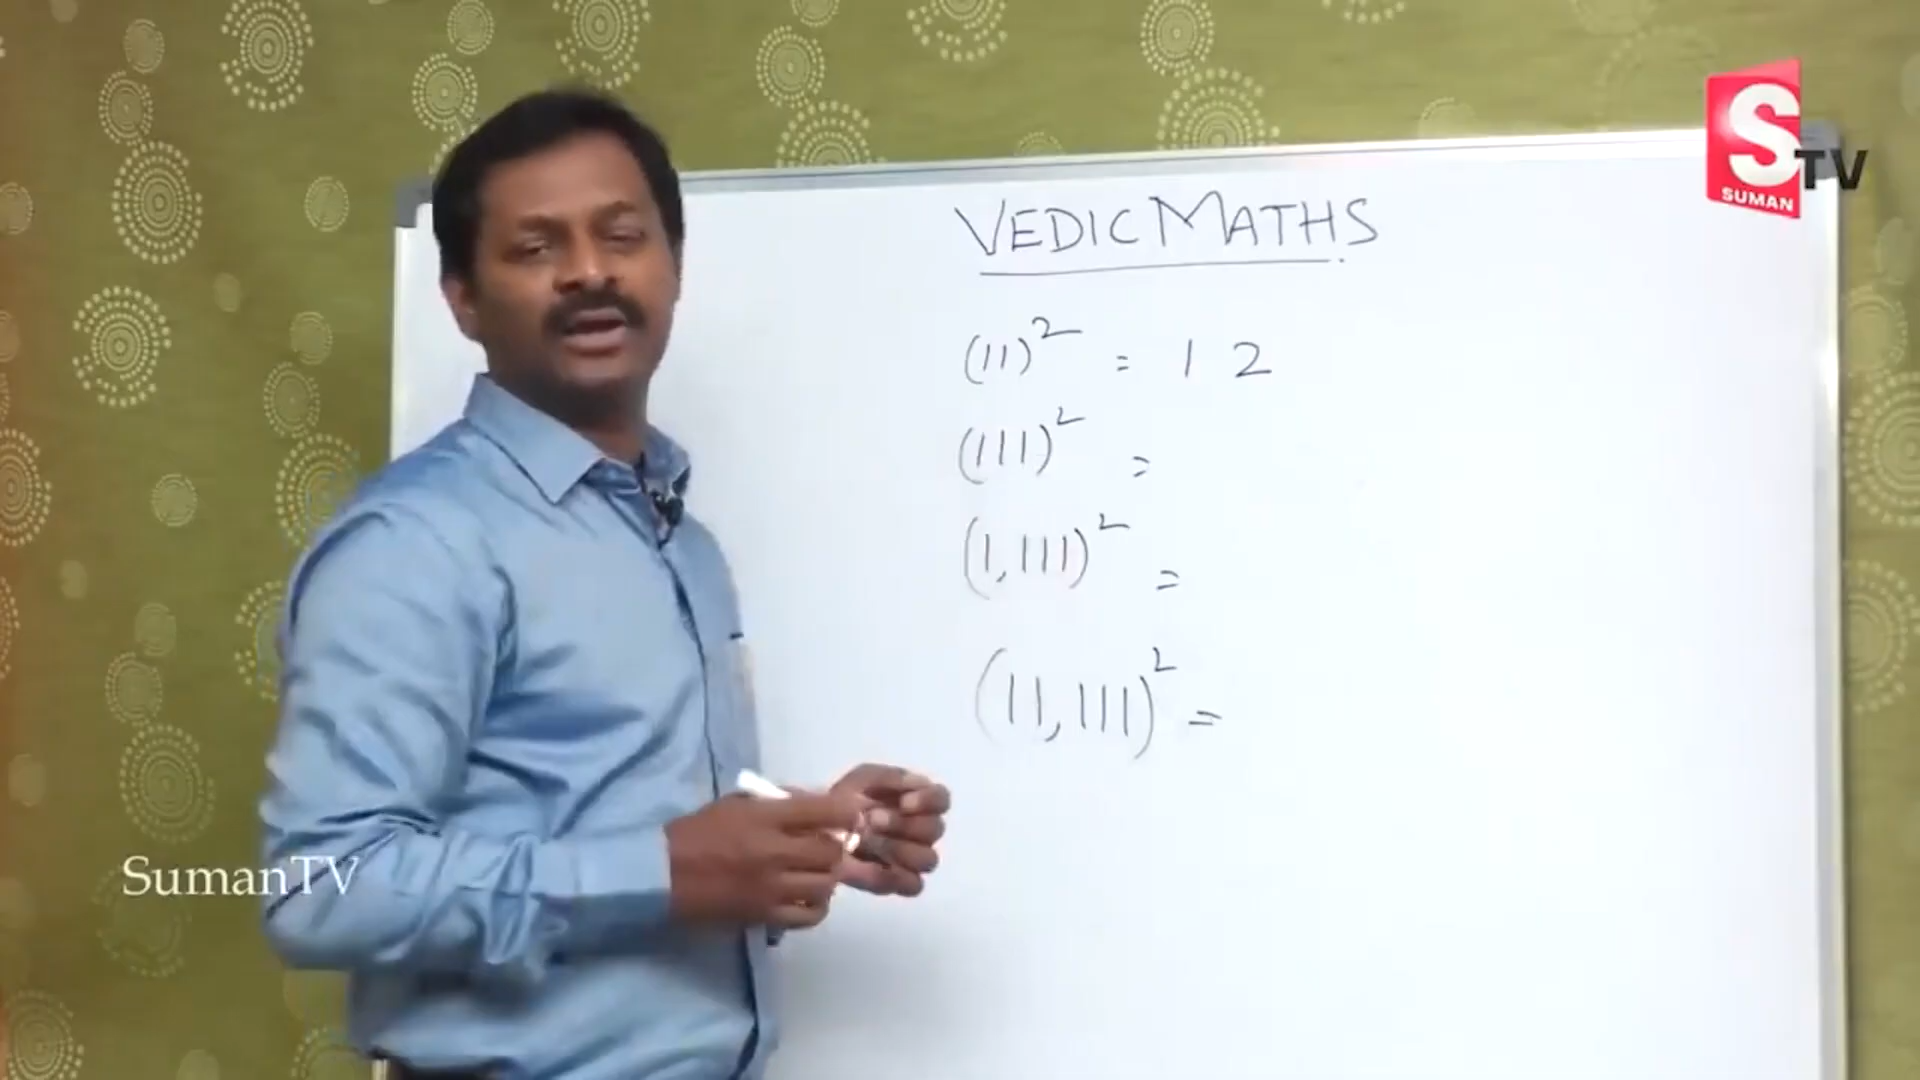 S TV
SUMAN
VEDIC MATHS
(11)² = 1 2
(111)² =
(1,111)² =
(11,111)² =
SumanTV